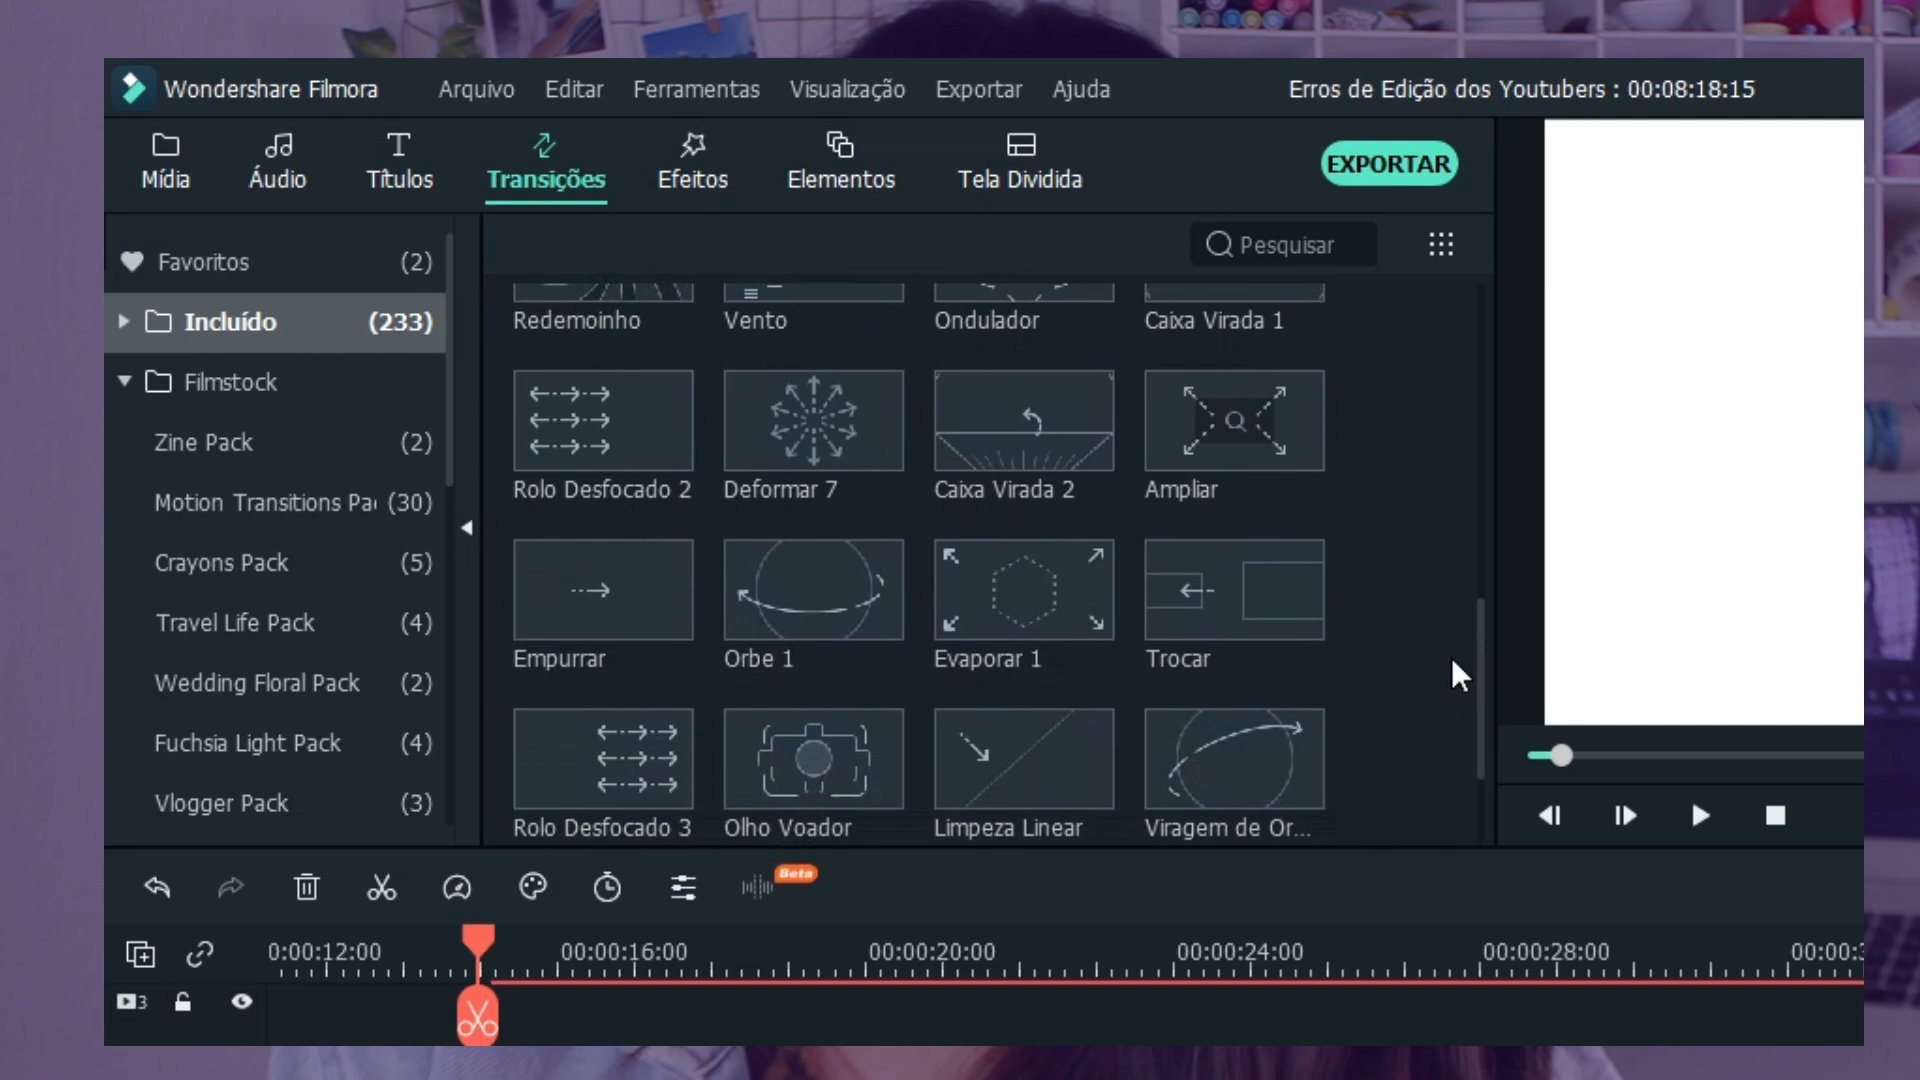 Wondershare Filmora
Arquivo Editar Ferramentas Visualização Exportar Ajuda
Erros de Edição dos Youtubers : 00:08:18:15
Mídia Áudio Títulos Transições Efeitos Elementos Tela Dividida
EXPORTAR
Favoritos (2)
Incluído (233)
Filmstock
Zine Pack (2)
Motion Transitions Pa (30)
Crayons Pack (5)
Travel Life Pack (4)
Wedding Floral Pack (2)
Fuchsia Light Pack (4)
Vlogger Pack (3)
Pesquisar
Redemoinho Vento Ondulador Caixa Virada 1
Rolo Desfocado 2 Deformar 7 Caixa Virada 2 Ampliar
Empurrar Orbe 1 Evaporar 1 Trocar
Rolo Desfocado 3 Olho Voador Limpeza Linear Viragem de Or...
Beta
0:00:12:00 00:00:16:00 00:00:20:00 00:00:24:00 00:00:28:00 00:00:3
3